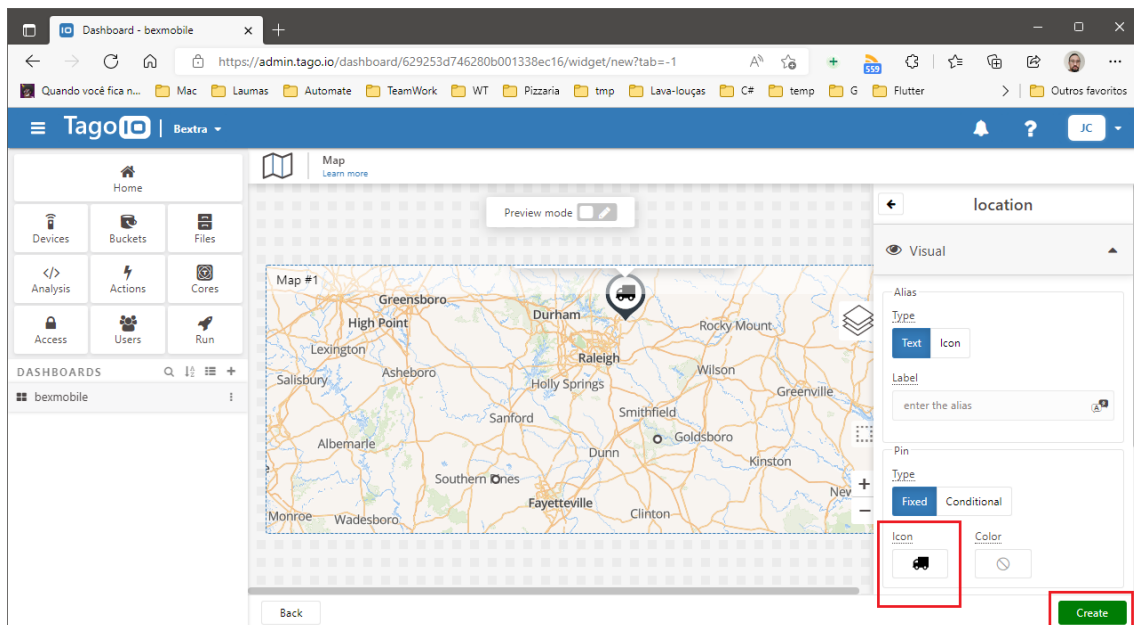 Dashboard - bexmobile
https://admin.tago.io/dashboard/629253d746280b001338ec16/widget/new?tab=-1
559
Quando você fica n... Mac Laumas Automate TeamWork WT Pizzaria tmp Lava-louças C# temp G Flutter Outros favoritos
TagoIO Bextra ? JC
Home
Devices Buckets Files
Analysis Actions Cores
Access Users Run
DASHBOARDS
bexmobile
Map
Learn more
Preview mode
Map #1
Greensboro
High Point
Durham
Rocky Mount
Lexington
Raleigh
Asheboro
Wilson
Salisbury
Holly Springs
Greenville
Sanford
Smithfield
Albemarle
Goldsboro
Dunn
Kinston
Southern Pines
New
Fayetteville
Clinton
Monroe
Wadesboro
+
−
location
Visual
Alias
Type
Text Icon
Label
enter the alias
Pin
Type
Fixed Conditional
Icon Color
Back
Create